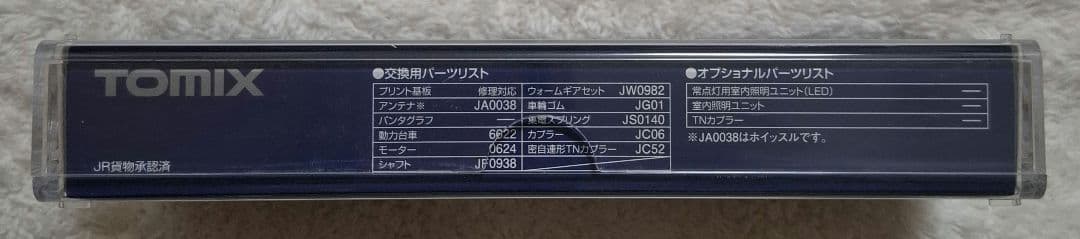 TOMIX
JR貨物承認済
●交換用パーツリスト
プリント基板 修理対応
アンテナ※ JA0038
パンタグラフ ―
動力台車 6622
モーター 0624
シャフト JF0938
ウォームギアセット JW0982
車輪ゴム JG01
集電スプリング JS0140
カプラー JC06
密自連形TNカプラー JC52
●オプショナルパーツリスト
常点灯用室内照明ユニット(LED) ―
室内照明ユニット ―
TNカプラー ―
※JA0038はホイッスルです。